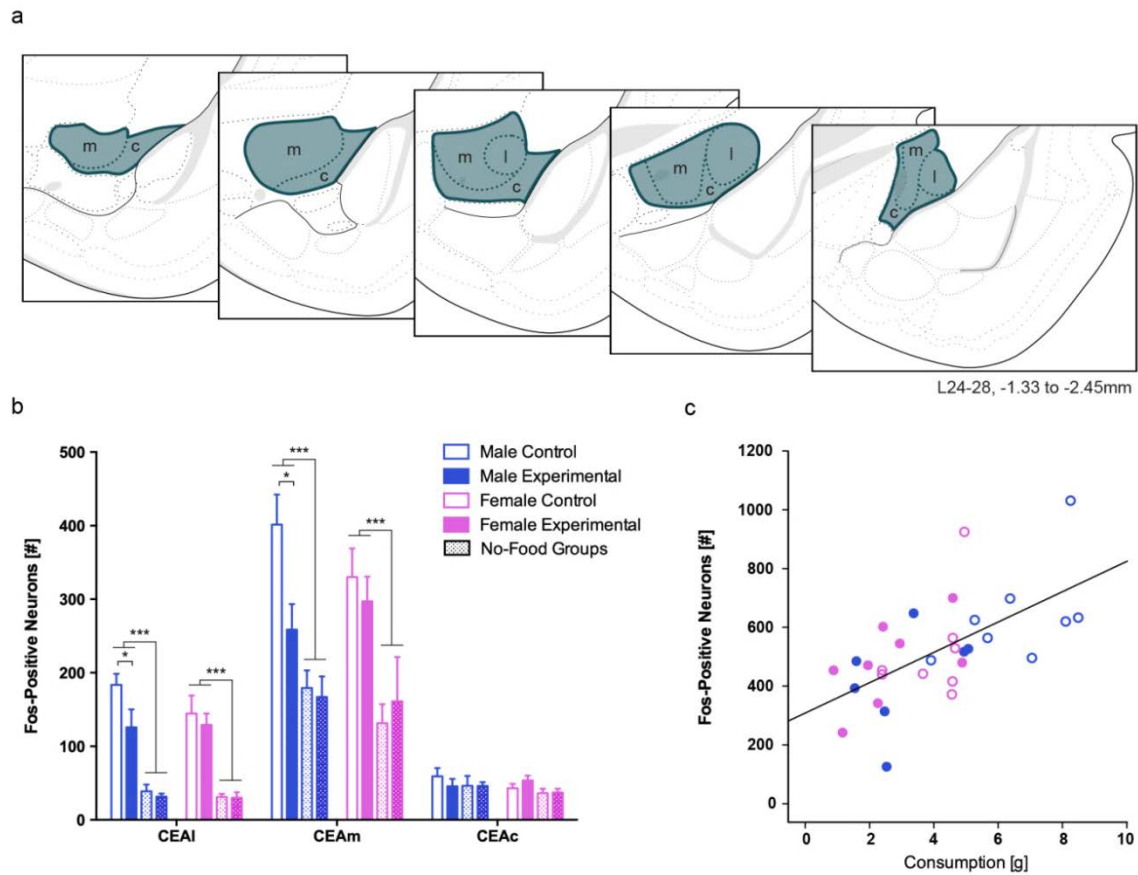 a
m
c
m
c
m
l
c
m
l
c
m
l
c
L24-28, -1.33 to -2.45mm
b
500
400
300
200
100
0
Fos-Positive Neurons [#]
***
*
***
***
*
***
CEAl
CEAm
CEAc
Male Control
Male Experimental
Female Control
Female Experimental
No-Food Groups
c
1200
1000
800
600
400
200
0
Fos-Positive Neurons [#]
0 2 4 6 8 10
Consumption [g]